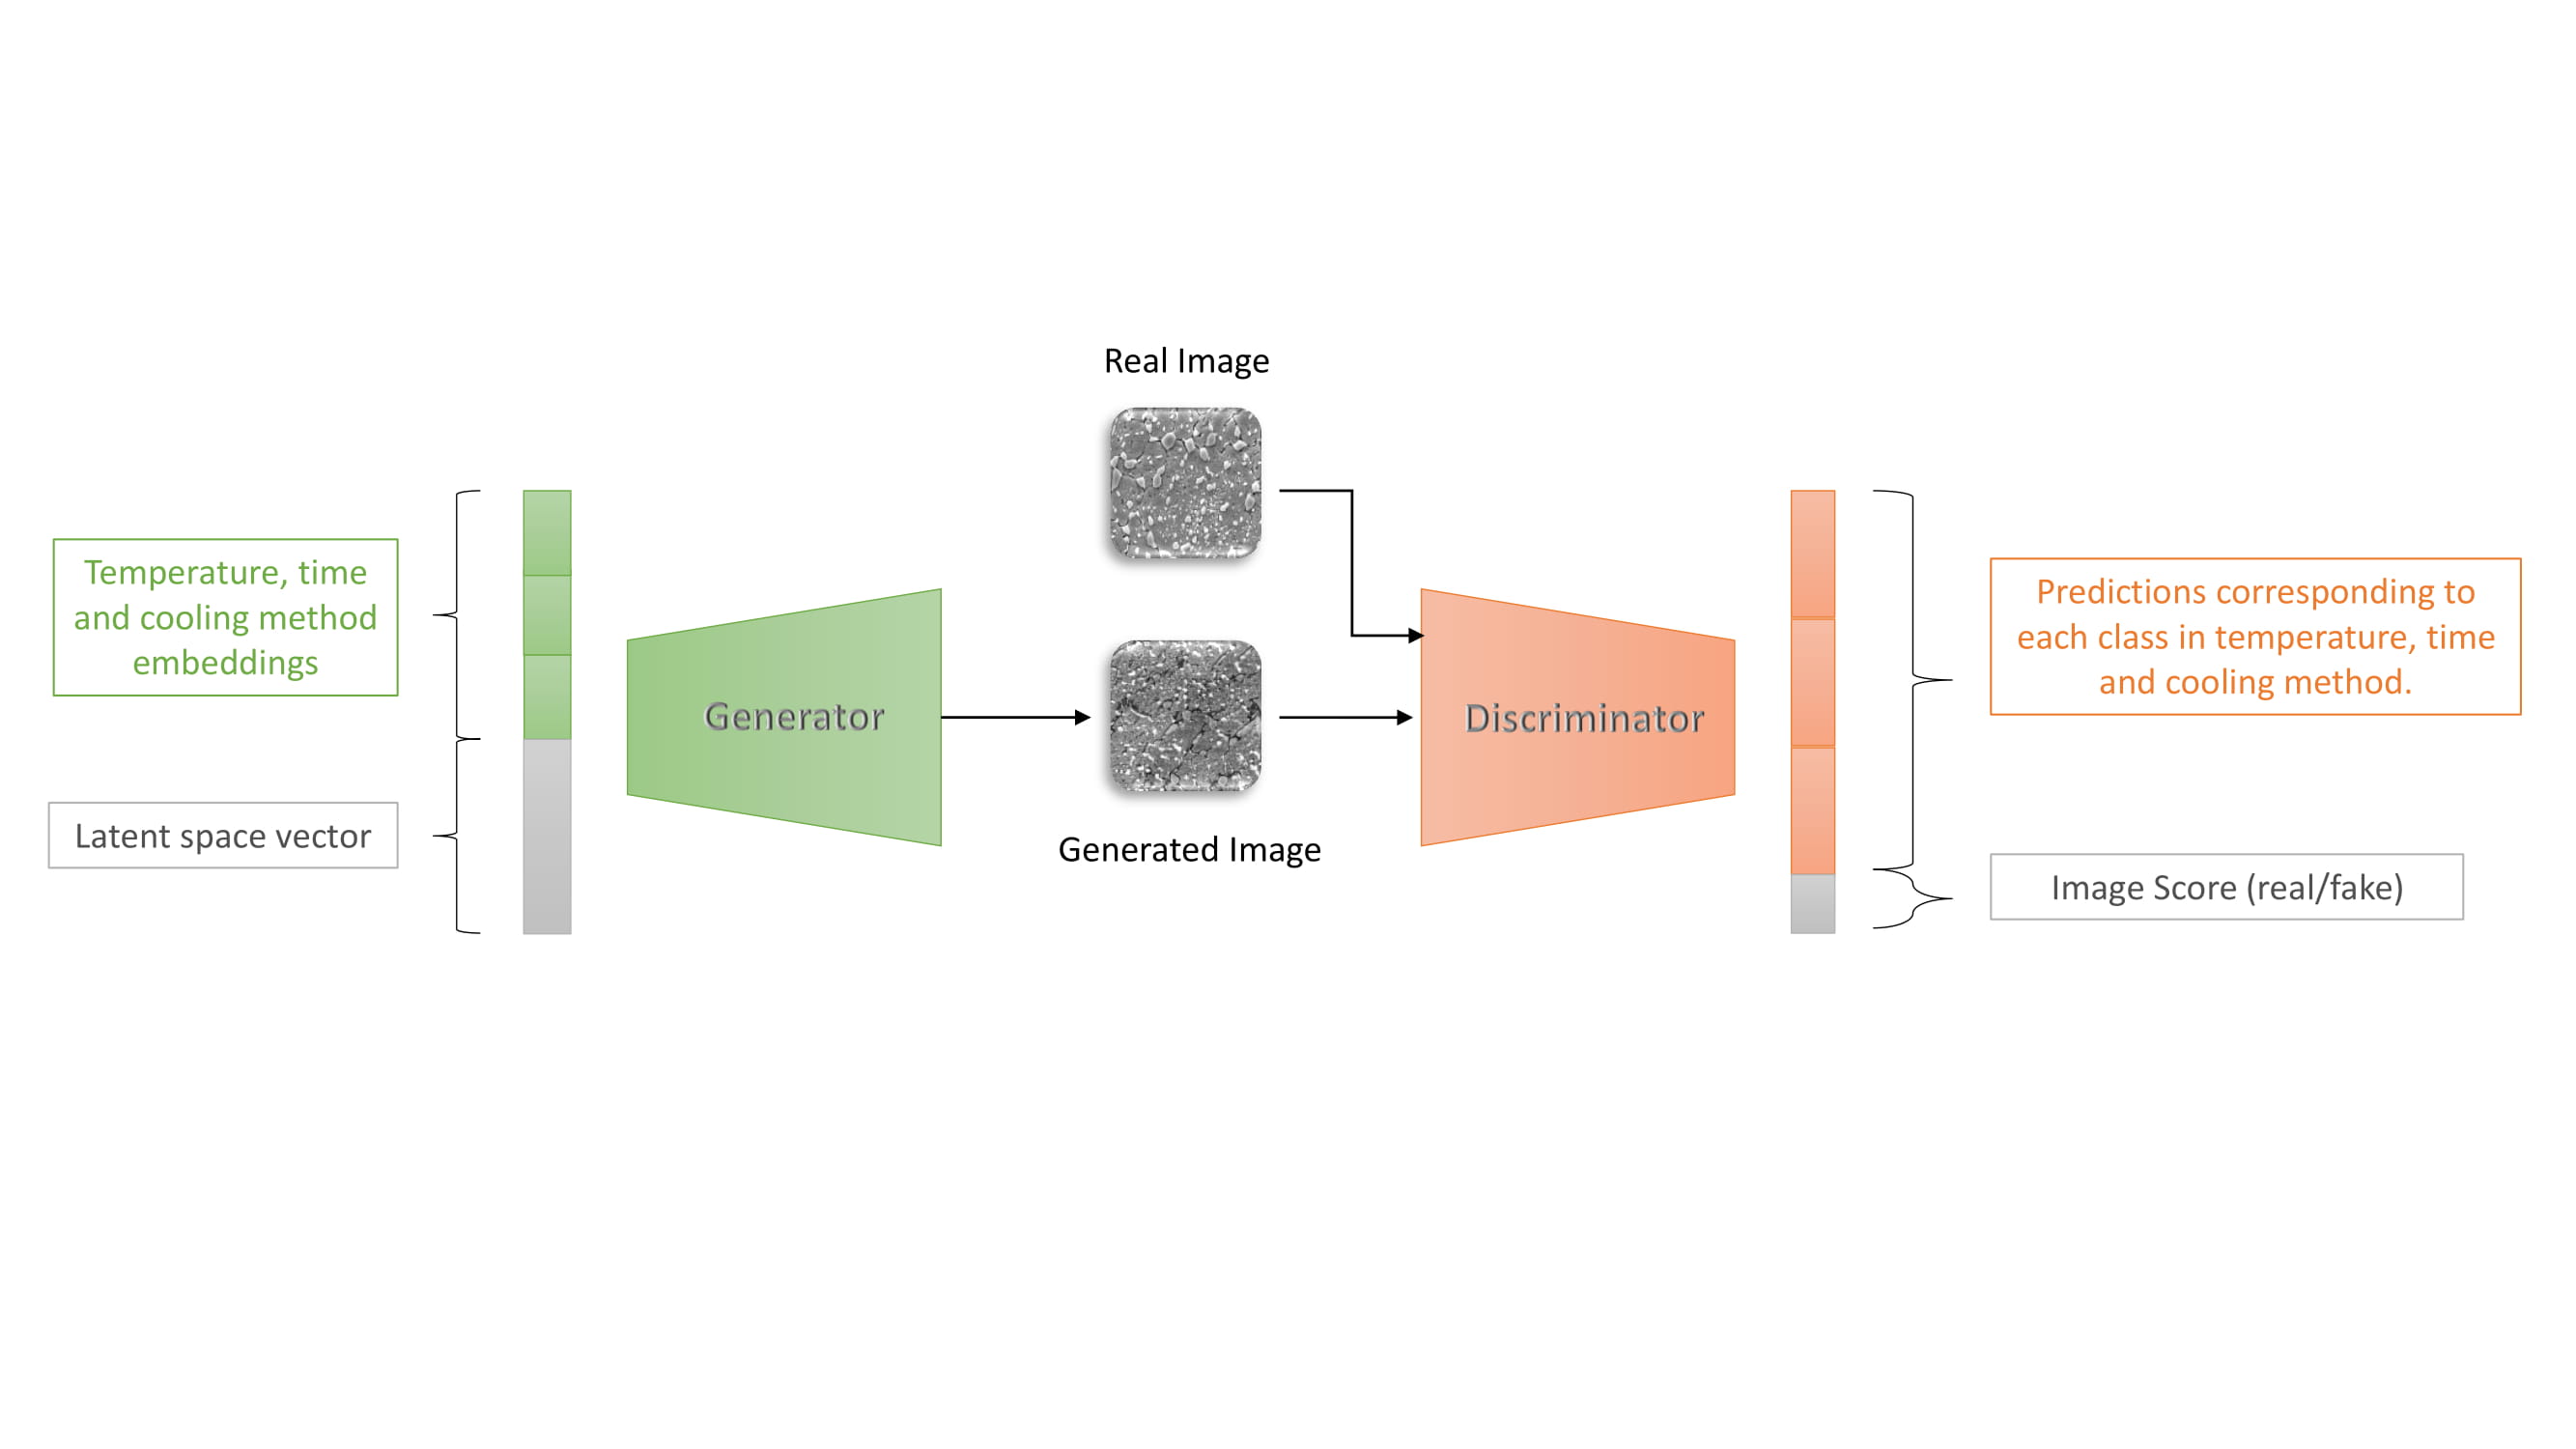 Real Image
Temperature, time
and cooling method
embeddings
Latent space vector
Generator
Generated Image
Discriminator
Predictions corresponding to
each class in temperature, time
and cooling method.
Image Score (real/fake)